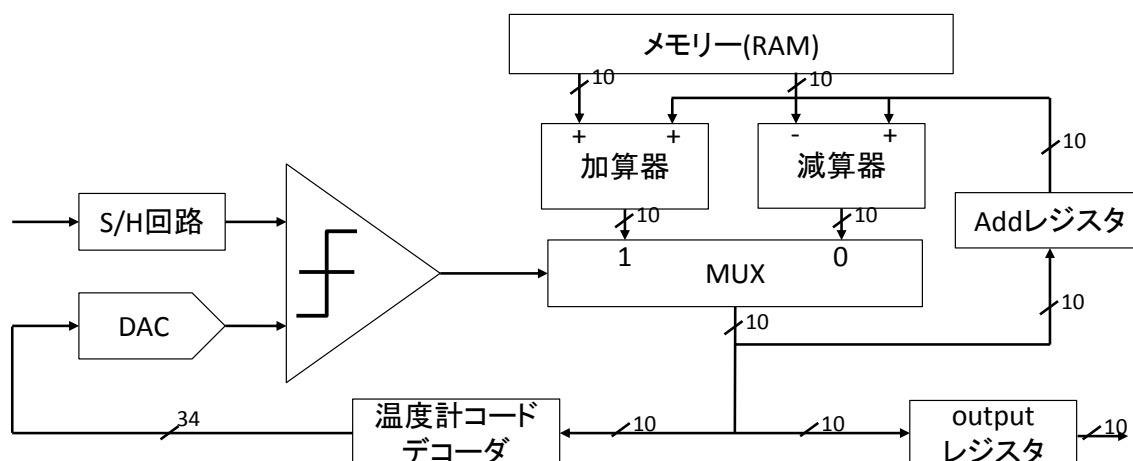 メモリー(RAM)
10
10
+
+
-
+
加算器
減算器
10
S/H回路
10
10
Addレジスタ
1
0
MUX
DAC
10
10
34
温度計コード
デコーダ
10
10
output
レジスタ
10